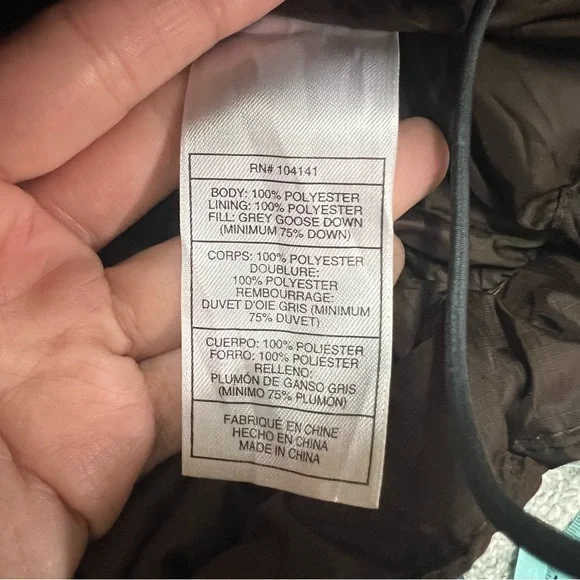 RN# 104141
BODY: 100% POLYESTER
LINING: 100% POLYESTER
FILL: GREY GOOSE DOWN
(MINIMUM 75% DOWN)
CORPS: 100% POLYESTER
DOUBLURE:
100% POLYESTER
REMBOURRAGE:
DUVET D'OIE GRIS (MINIMUM
75% DUVET)
CUERPO: 100% POLIÉSTER
FORRO: 100% POLIÉSTER
RELLENO:
PLUMÓN DE GANSO GRIS
(MÍNIMO 75% PLUMÓN)
FABRIQUÉ EN CHINE
HECHO EN CHINA
MADE IN CHINA